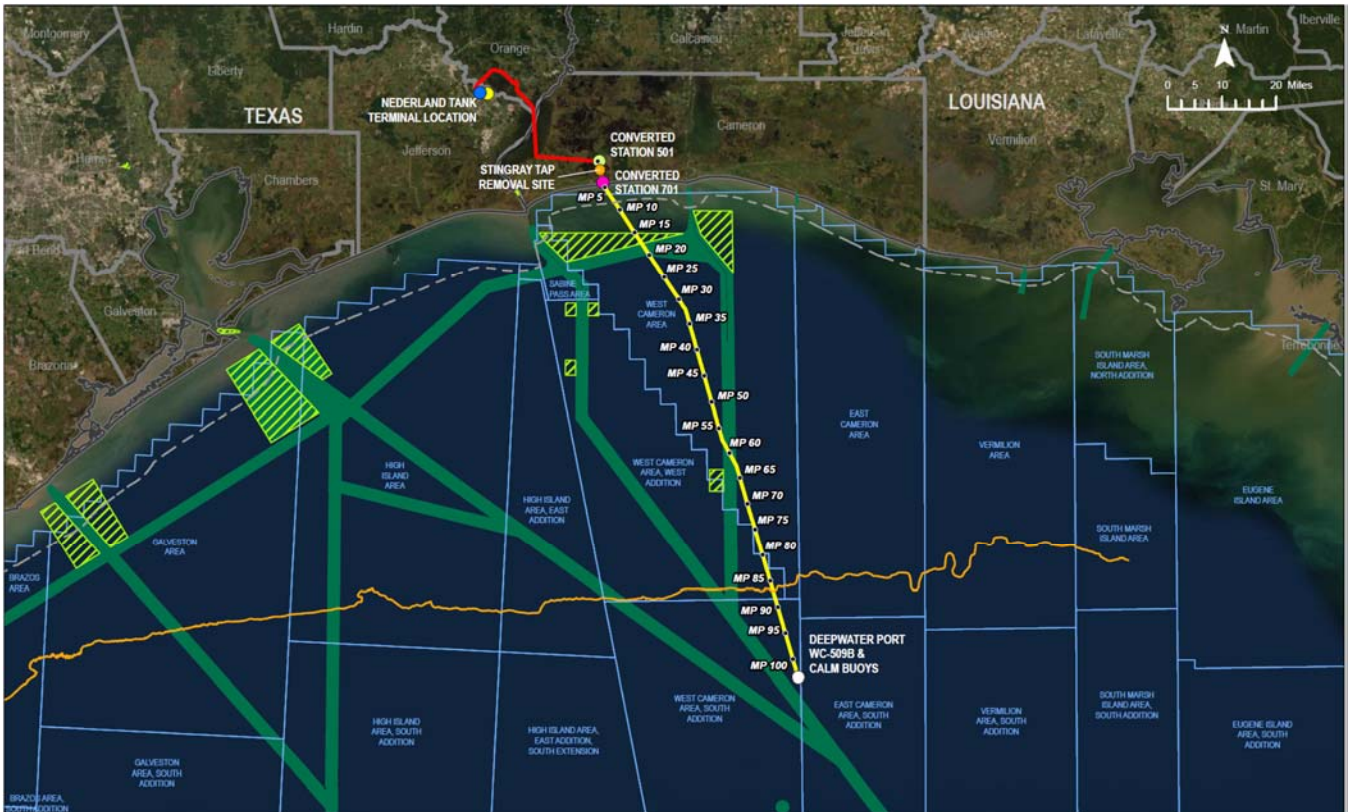 Montgomery
Hardin
Orange
Calcasieu
Jefferson
Davis
Acadia
Lafayette
Martin
Iberville
N
Liberty
0 5 10 20 Miles
NEDERLAND TANK
TERMINAL LOCATION
TEXAS
LOUISIANA
Jefferson
Cameron
Vermilion
CONVERTED
STATION 501
STINGRAY TAP
REMOVAL SITE
CONVERTED
STATION 701
Harris
Chambers
St. Mary
Fort Bend
MP 5
MP 10
MP 15
MP 20
MP 25
MP 30
MP 35
MP 40
MP 45
MP 50
MP 55
MP 60
MP 65
MP 70
MP 75
MP 80
MP 85
MP 90
MP 95
MP 100
SABINE
PASS AREA
WEST
CAMERON
AREA
Galveston
Brazoria
Terrebonne
SOUTH MARSH
ISLAND AREA,
NORTH ADDITION
EAST
CAMERON
AREA
VERMILION
AREA
WEST CAMERON
AREA, WEST
ADDITION
HIGH
ISLAND
AREA
HIGH ISLAND
AREA, EAST
ADDITION
EUGENE
ISLAND AREA
GALVESTON
AREA
SOUTH MARSH
ISLAND AREA
BRAZOS
AREA
DEEPWATER PORT
WC-509B &
CALM BUOYS
WEST CAMERON
AREA, SOUTH
ADDITION
EAST CAMERON
AREA, SOUTH
ADDITION
VERMILION
AREA, SOUTH
ADDITION
SOUTH MARSH
ISLAND AREA,
SOUTH ADDITION
EUGENE ISLAND
AREA, SOUTH
ADDITION
HIGH ISLAND
AREA, SOUTH
ADDITION
HIGH ISLAND AREA,
EAST ADDITION,
SOUTH EXTENSION
GALVESTON
AREA, SOUTH
ADDITION
BRAZOS AREA,
SOUTH ADDITION